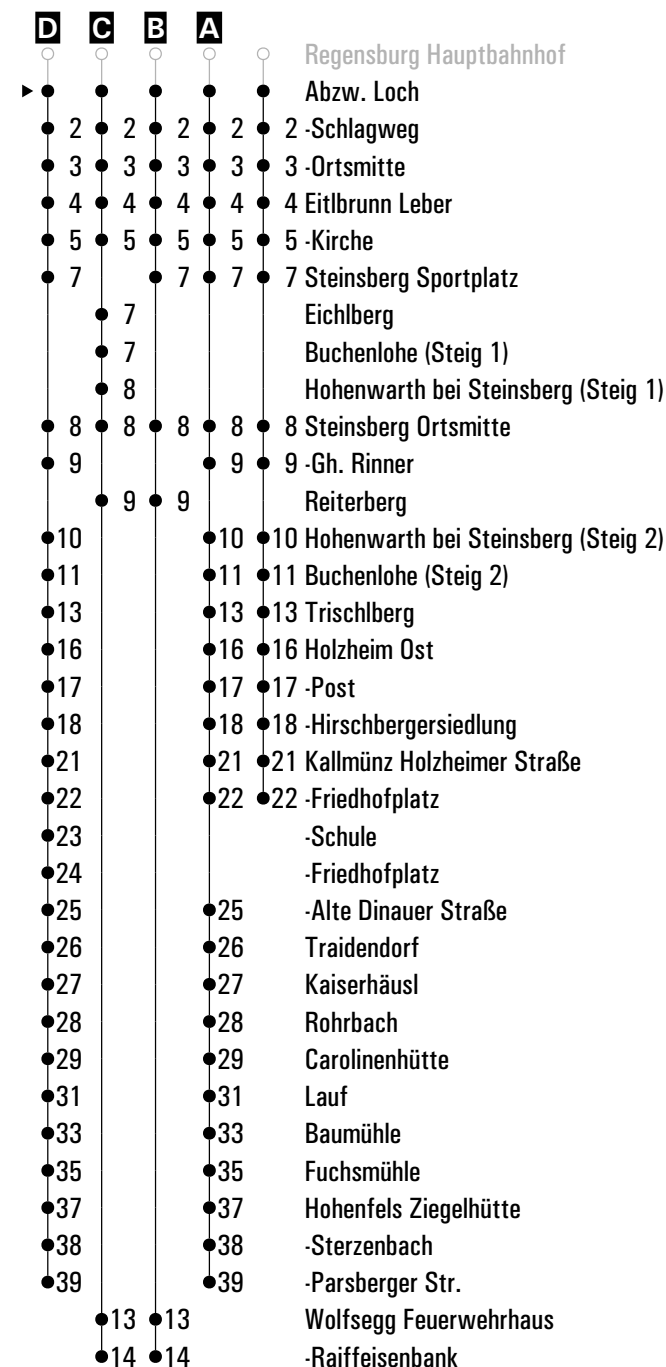 D C B A
Regensburg Hauptbahnhof
Abzw. Loch
2 2 2 2 2 -Schlagweg
3 3 3 3 3 -Ortsmitte
4 4 4 4 4 Eitlbrunn Leber
5 5 5 5 5 -Kirche
7 7 7 7 Steinsberg Sportplatz
7 Eichlberg
7 Buchenlohe (Steig 1)
8 Hohenwarth bei Steinsberg (Steig 1)
8 8 8 8 8 Steinsberg Ortsmitte
9 9 9 -Gh. Rinner
9 9 Reiterberg
10 10 10 Hohenwarth bei Steinsberg (Steig 2)
11 11 11 Buchenlohe (Steig 2)
13 13 13 Trischlberg
16 16 16 Holzheim Ost
17 17 17 -Post
18 18 18 -Hirschbergersiedlung
21 21 21 Kallmünz Holzheimer Straße
22 22 22 -Friedhofplatz
23 -Schule
24 -Friedhofplatz
25 25 -Alte Dinauer Straße
26 26 Traidendorf
27 27 Kaiserhäusl
28 28 Rohrbach
29 29 Carolinenhütte
31 31 Lauf
33 33 Baumühle
35 35 Fuchsmühle
37 37 Hohenfels Ziegelhütte
38 38 -Sterzenbach
39 39 -Parsberger Str.
13 13 Wolfsegg Feuerwehrhaus
14 14 -Raiffeisenbank